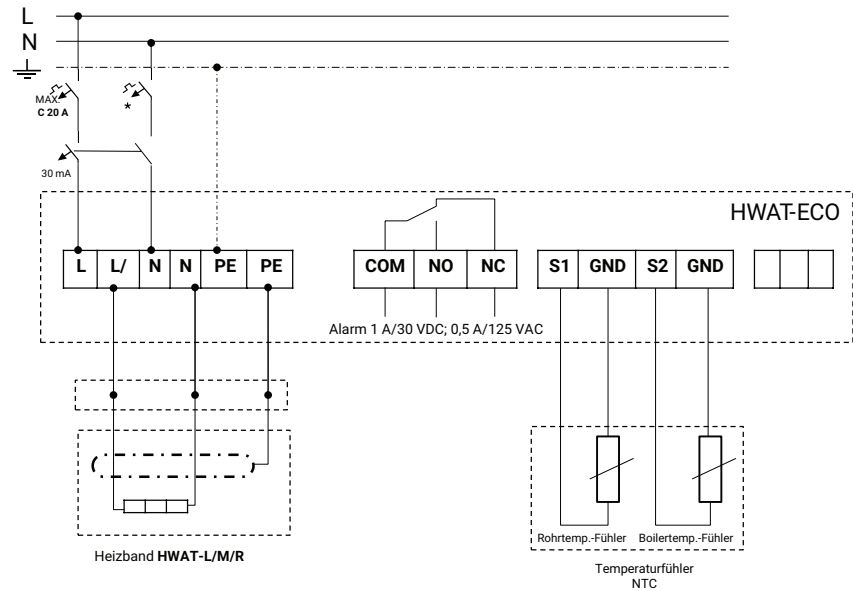 L
N
MAX.
C 20 A
*
30 mA
HWAT-ECO
L L/ N N PE PE
COM NO NC
S1 GND S2 GND
Alarm 1 A/30 VDC; 0,5 A/125 VAC
Rohrtemp.-Fühler Boilertemp.-Fühler
Heizband HWAT-L/M/R
Temperaturfühler
NTC